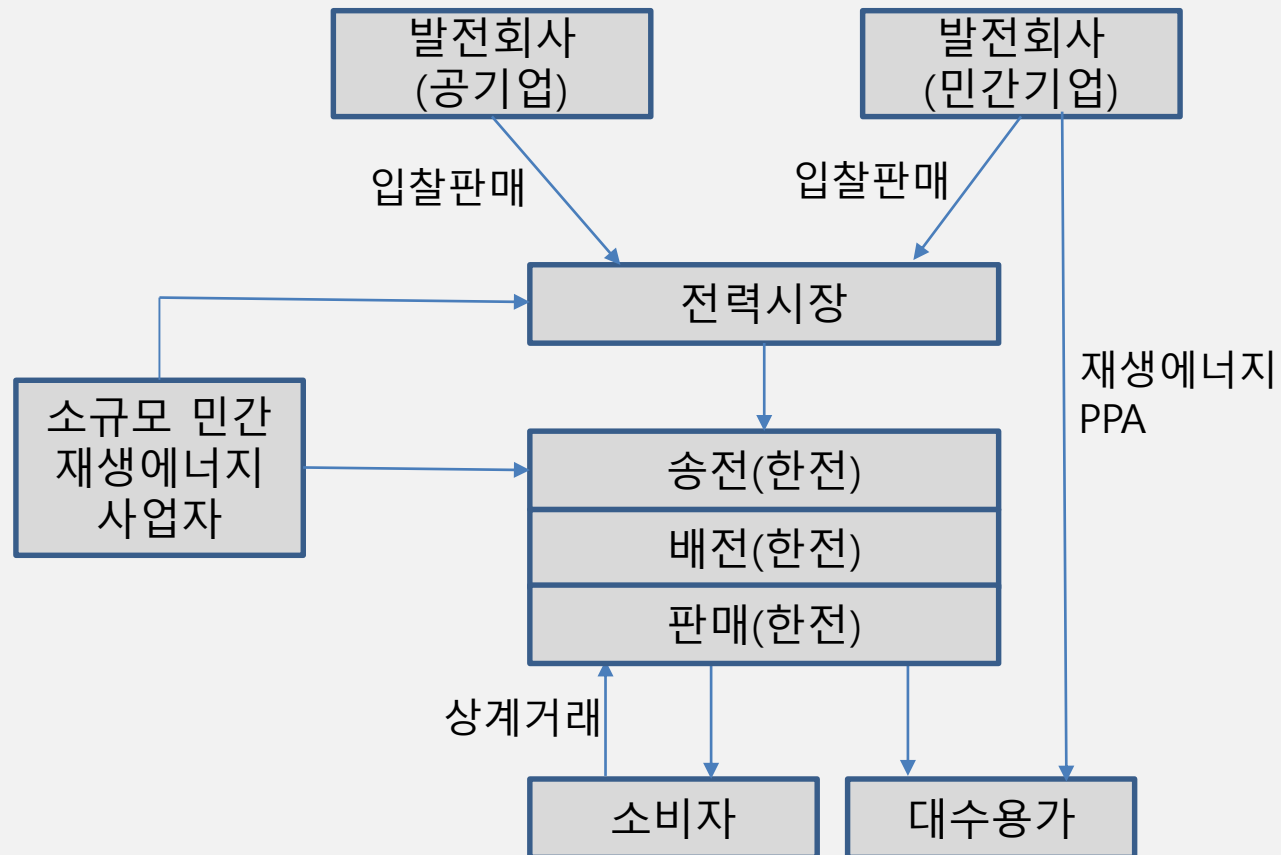 발전회사
(공기업)
발전회사
(민간기업)
입찰판매
입찰판매
전력시장
재생에너지
PPA
소규모 민간
재생에너지
사업자
송전(한전)
배전(한전)
판매(한전)
상계거래
소비자
대수용가